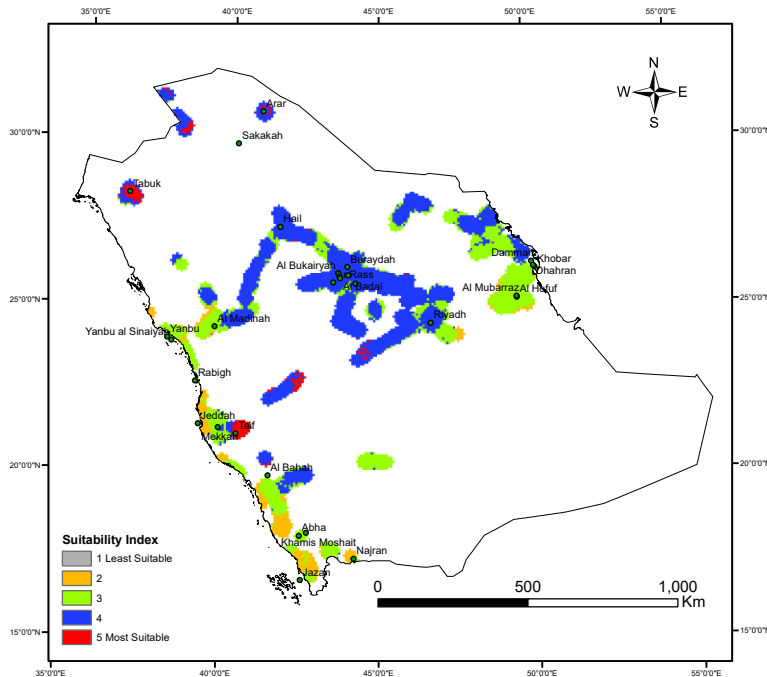 35°0'0"E 40°0'0"E 45°0'0"E 50°0'0"E 55°0'0"E
N
W E
S
30°0'0"N 30°0'0"N
Arar
Sakakah
Tabuk
Hail
Buraydah
Al Bukairyah
Rass
Al Badai
Dammam
Khobar
Dhahran
Al Mubarraz Al Hofuf
25°0'0"N 25°0'0"N
Al Madinah
Riyadh
Yanbu al Sinaiyah Yanbu
Rabigh
Jeddah
Taif
Mekkah
20°0'0"N 20°0'0"N
Al Bahah
Abha
Khamis Moshait
Najran
Jazan
Suitability Index
1 Least Suitable
2
3
4
5 Most Suitable
0 500 1,000
Km
15°0'0"N 15°0'0"N
35°0'0"E 40°0'0"E 45°0'0"E 50°0'0"E 55°0'0"E